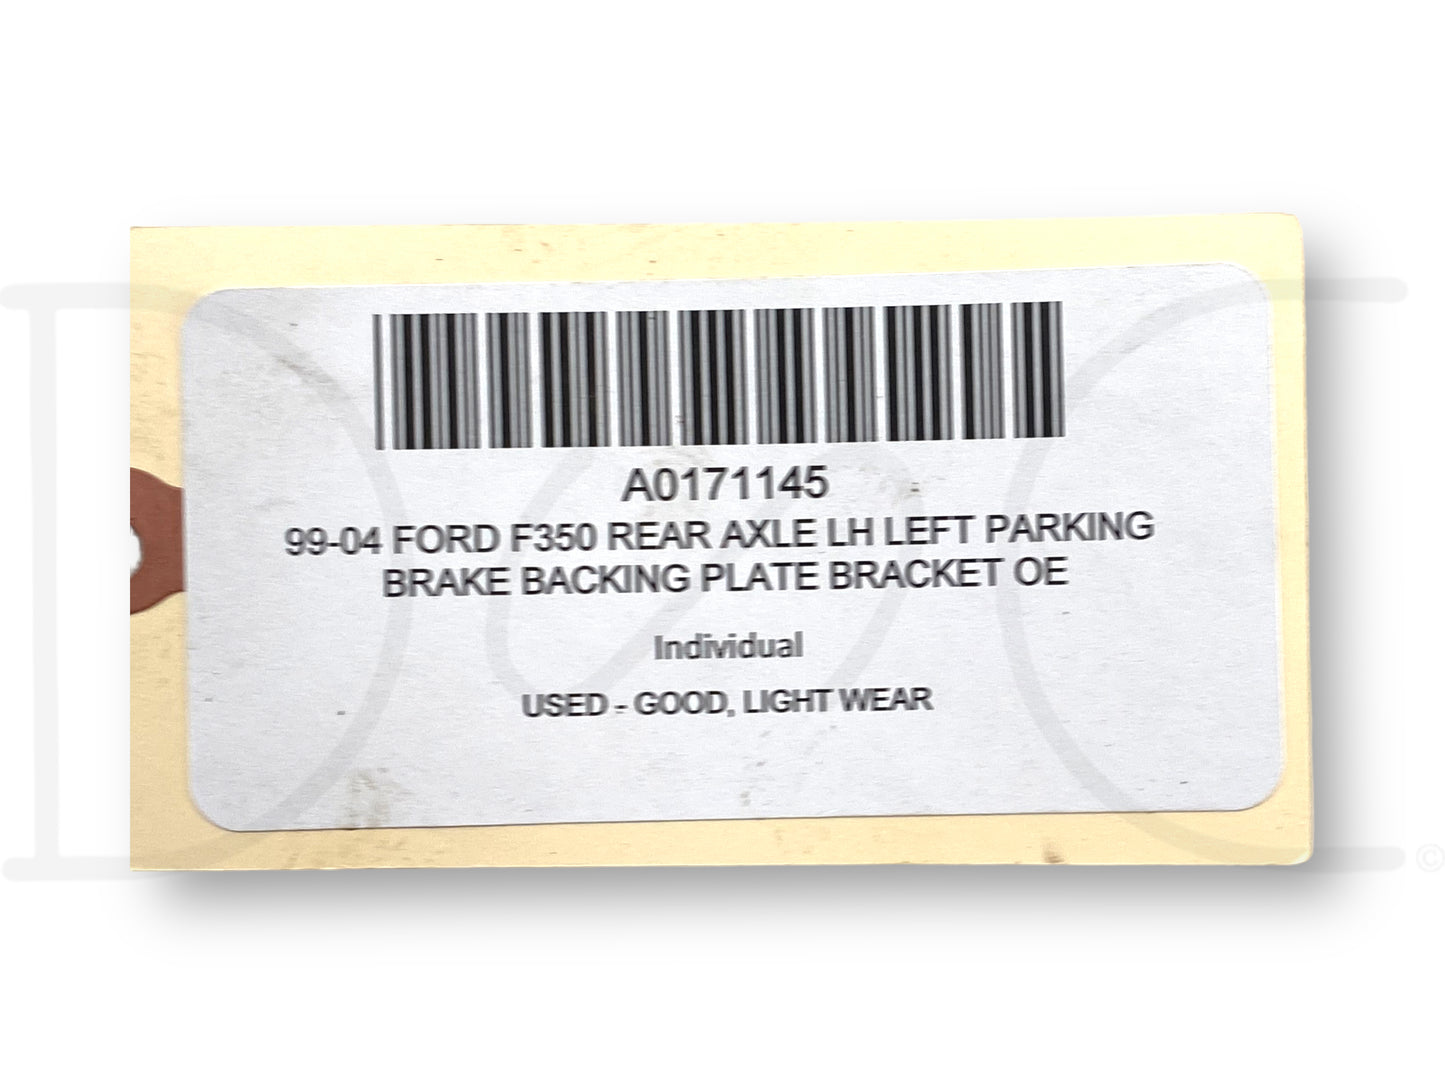 A0171145
99-04 FORD F350 REAR AXLE LH LEFT PARKING
BRAKE BACKING PLATE BRACKET OE
Individual
USED - GOOD, LIGHT WEAR
©